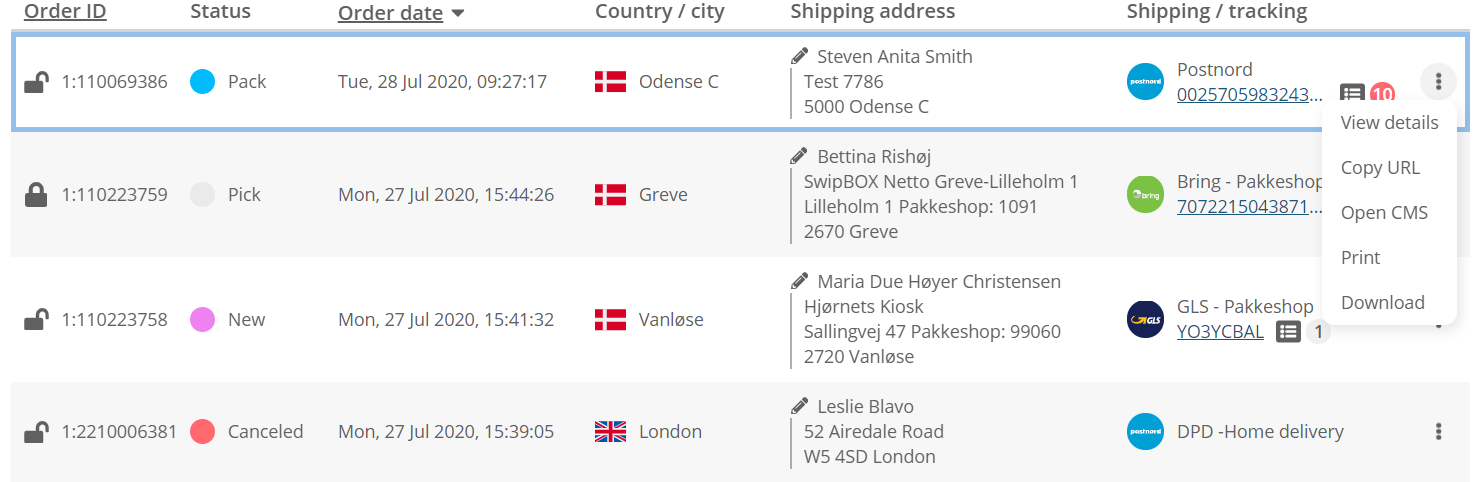 Order ID Status Order date Country / city Shipping address Shipping / tracking
1:110069386 Pack Tue, 28 Jul 2020, 09:27:17 Odense C
Steven Anita Smith
Test 7786
5000 Odense C
postnord
Postnord
0025705983243... 10
View details
Copy URL
Open CMS
Print
Download
1:110223759 Pick Mon, 27 Jul 2020, 15:44:26 Greve
Bettina Rishøj
SwipBOX Netto Greve-Lilleholm 1
Lilleholm 1 Pakkeshop: 1091
2670 Greve
bring
Bring - Pakkeshop
7072215043871...
1:110223758 New Mon, 27 Jul 2020, 15:41:32 Vanløse
Maria Due Høyer Christensen
Hjørnets Kiosk
Sallingvej 47 Pakkeshop: 99060
2720 Vanløse
GLS
GLS - Pakkeshop
YO3YCBAL 1
1:2210006381 Canceled Mon, 27 Jul 2020, 15:39:05 London
Leslie Blavo
52 Airedale Road
W5 4SD London
postnord
DPD -Home delivery